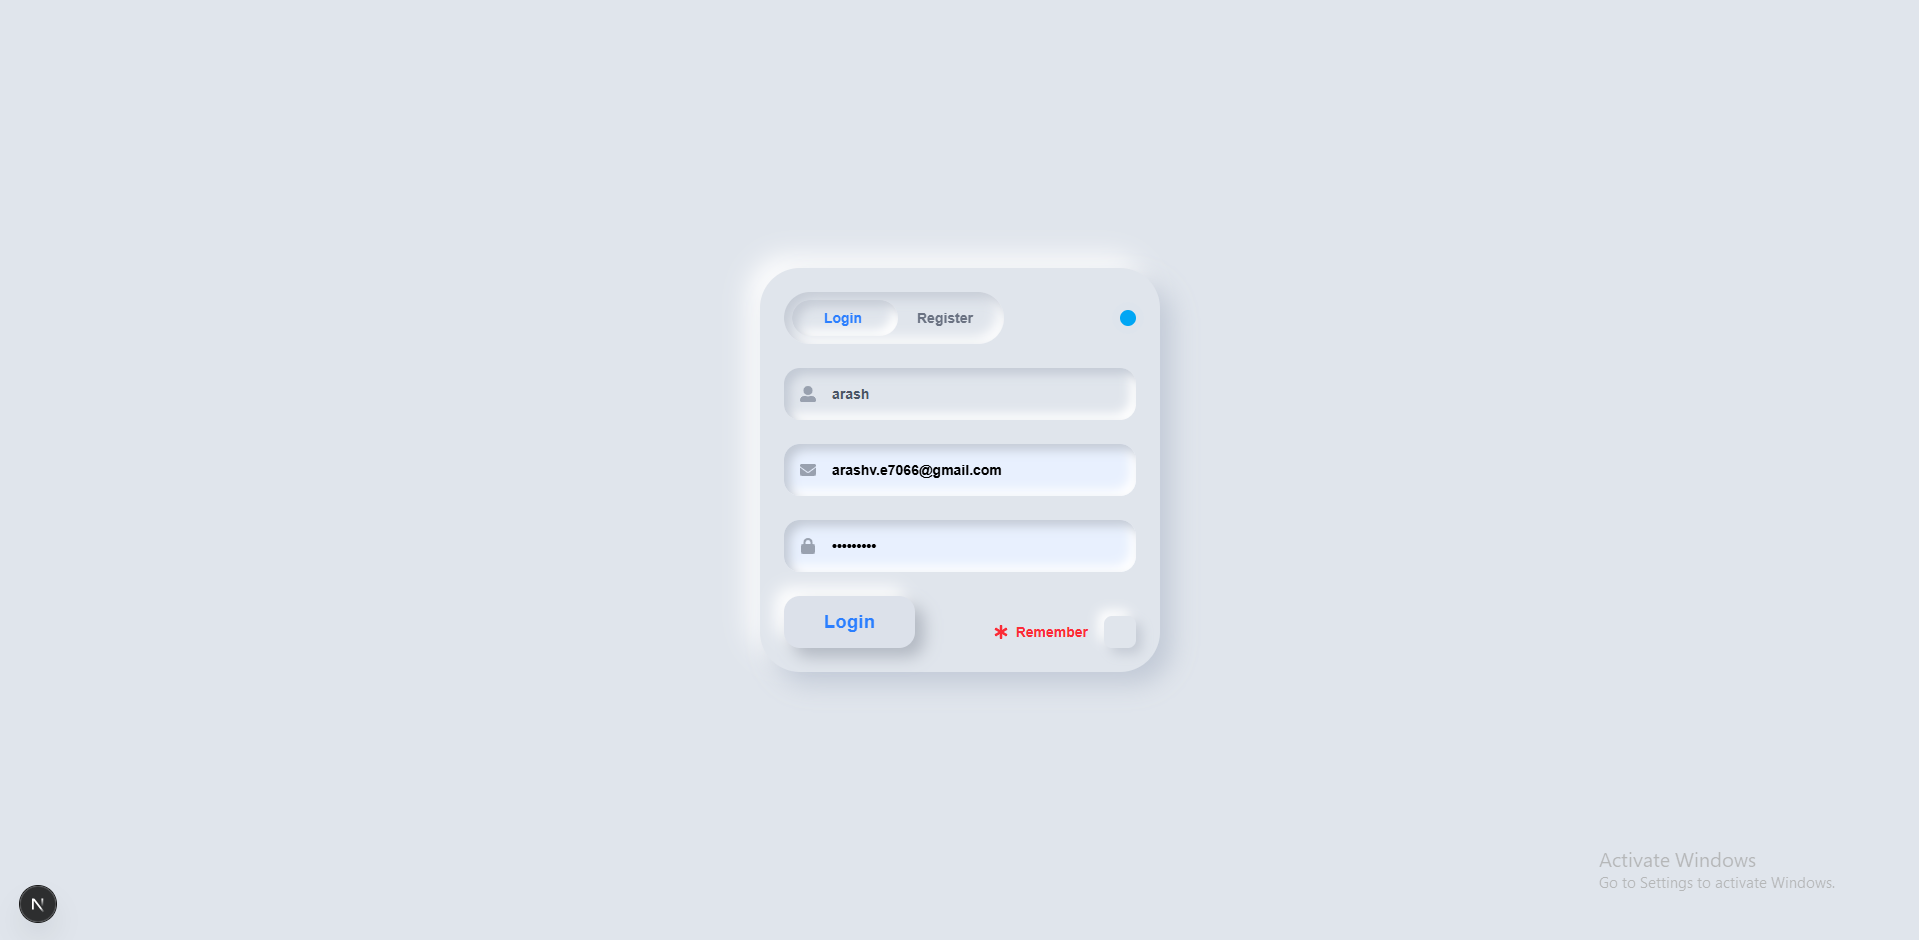 Login Register
arash
arashv.e7066@gmail.com
•••••••••
Login
* Remember
Activate Windows
Go to Settings to activate Windows.
N